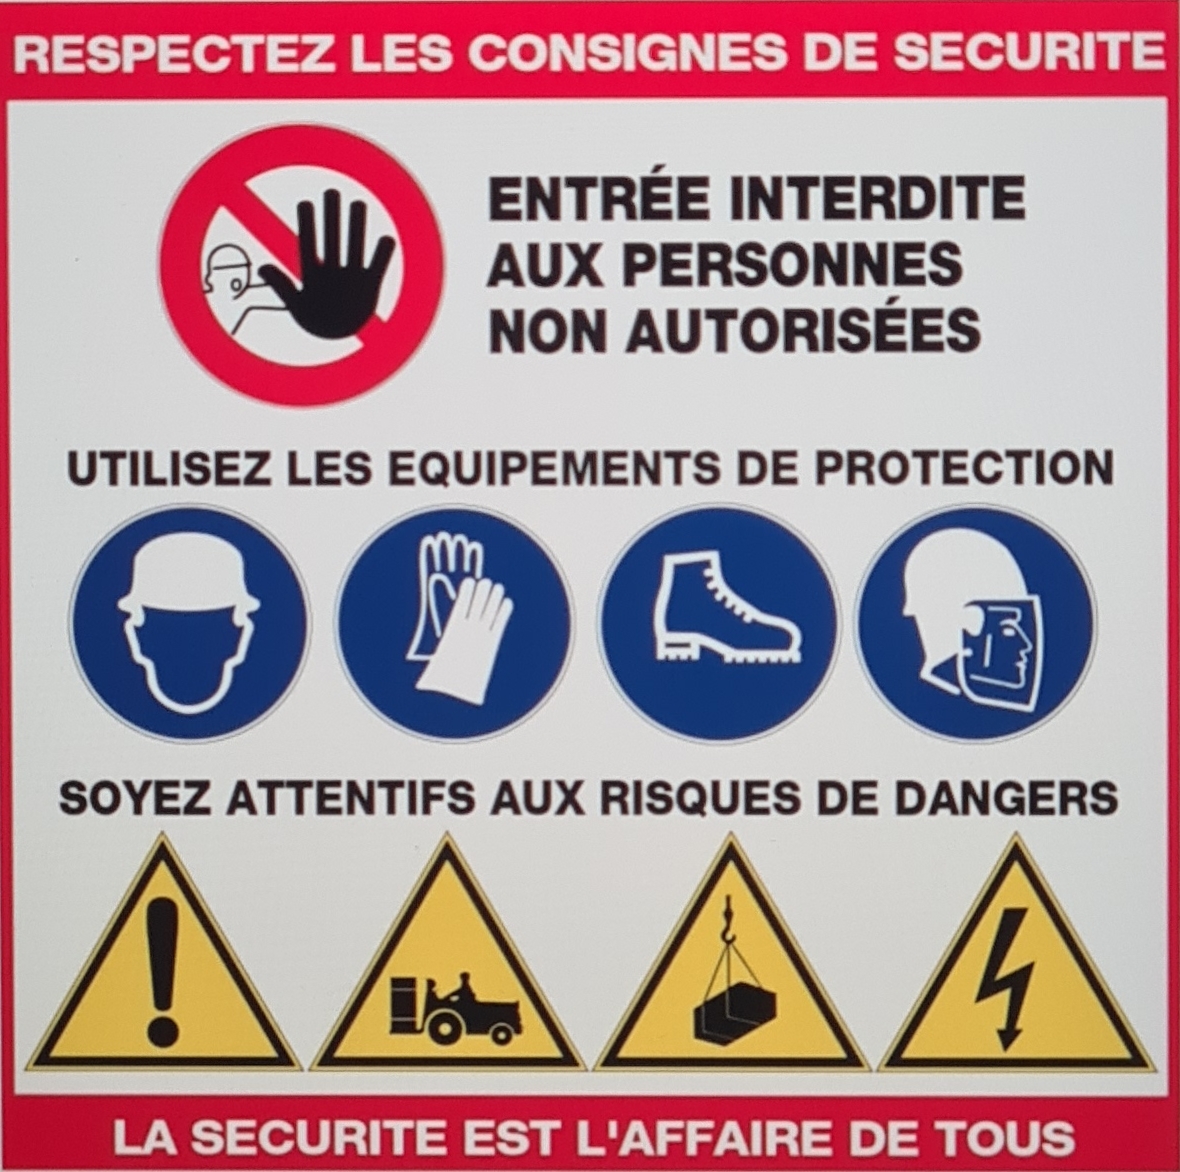 RESPECTEZ LES CONSIGNES DE SECURITE
ENTRÉE INTERDITE
AUX PERSONNES
NON AUTORISÉES
UTILISEZ LES EQUIPEMENTS DE PROTECTION
SOYEZ ATTENTIFS AUX RISQUES DE DANGERS
LA SECURITE EST L'AFFAIRE DE TOUS